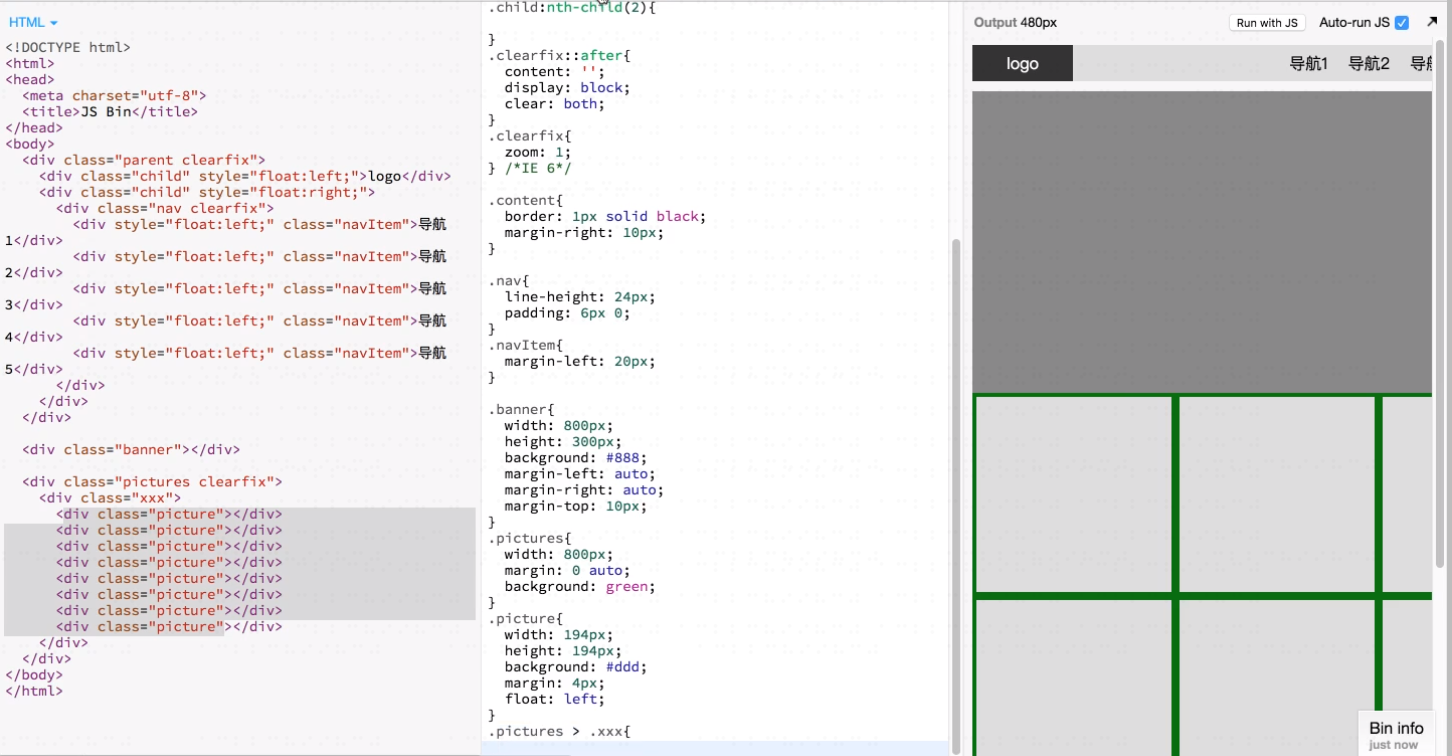 HTML
<!DOCTYPE html>
<html>
<head>
<meta charset="utf-8">
<title>JS Bin</title>
</head>
<body>
<div class="parent clearfix">
<div class="child" style="float:left;">logo</div>
<div class="child" style="float:right;">
<div class="nav clearfix">
<div style="float:left;" class="navItem">导航
1</div>
<div style="float:left;" class="navItem">导航
2</div>
<div style="float:left;" class="navItem">导航
3</div>
<div style="float:left;" class="navItem">导航
4</div>
<div style="float:left;" class="navItem">导航
5</div>
</div>
</div>
</div>
<div class="banner"></div>
<div class="pictures clearfix">
<div class="xxx">
<div class="picture"></div>
<div class="picture"></div>
<div class="picture"></div>
<div class="picture"></div>
<div class="picture"></div>
<div class="picture"></div>
<div class="picture"></div>
<div class="picture"></div>
</div>
</div>
</body>
</html>
.child:nth-child(2){
}
.clearfix::after{
content: '';
display: block;
clear: both;
}
.clearfix{
zoom: 1;
} /*IE 6*/
.content{
border: 1px solid black;
margin-right: 10px;
}
.nav{
line-height: 24px;
padding: 6px 0;
}
.navItem{
margin-left: 20px;
}
.banner{
width: 800px;
height: 300px;
background: #888;
margin-left: auto;
margin-right: auto;
margin-top: 10px;
}
.pictures{
width: 800px;
margin: 0 auto;
background: green;
}
.picture{
width: 194px;
height: 194px;
background: #ddd;
margin: 4px;
float: left;
}
.pictures > .xxx{
Output 480px
Run with JS
Auto-run JS
logo
导航1 导航2 导
Bin info
just now